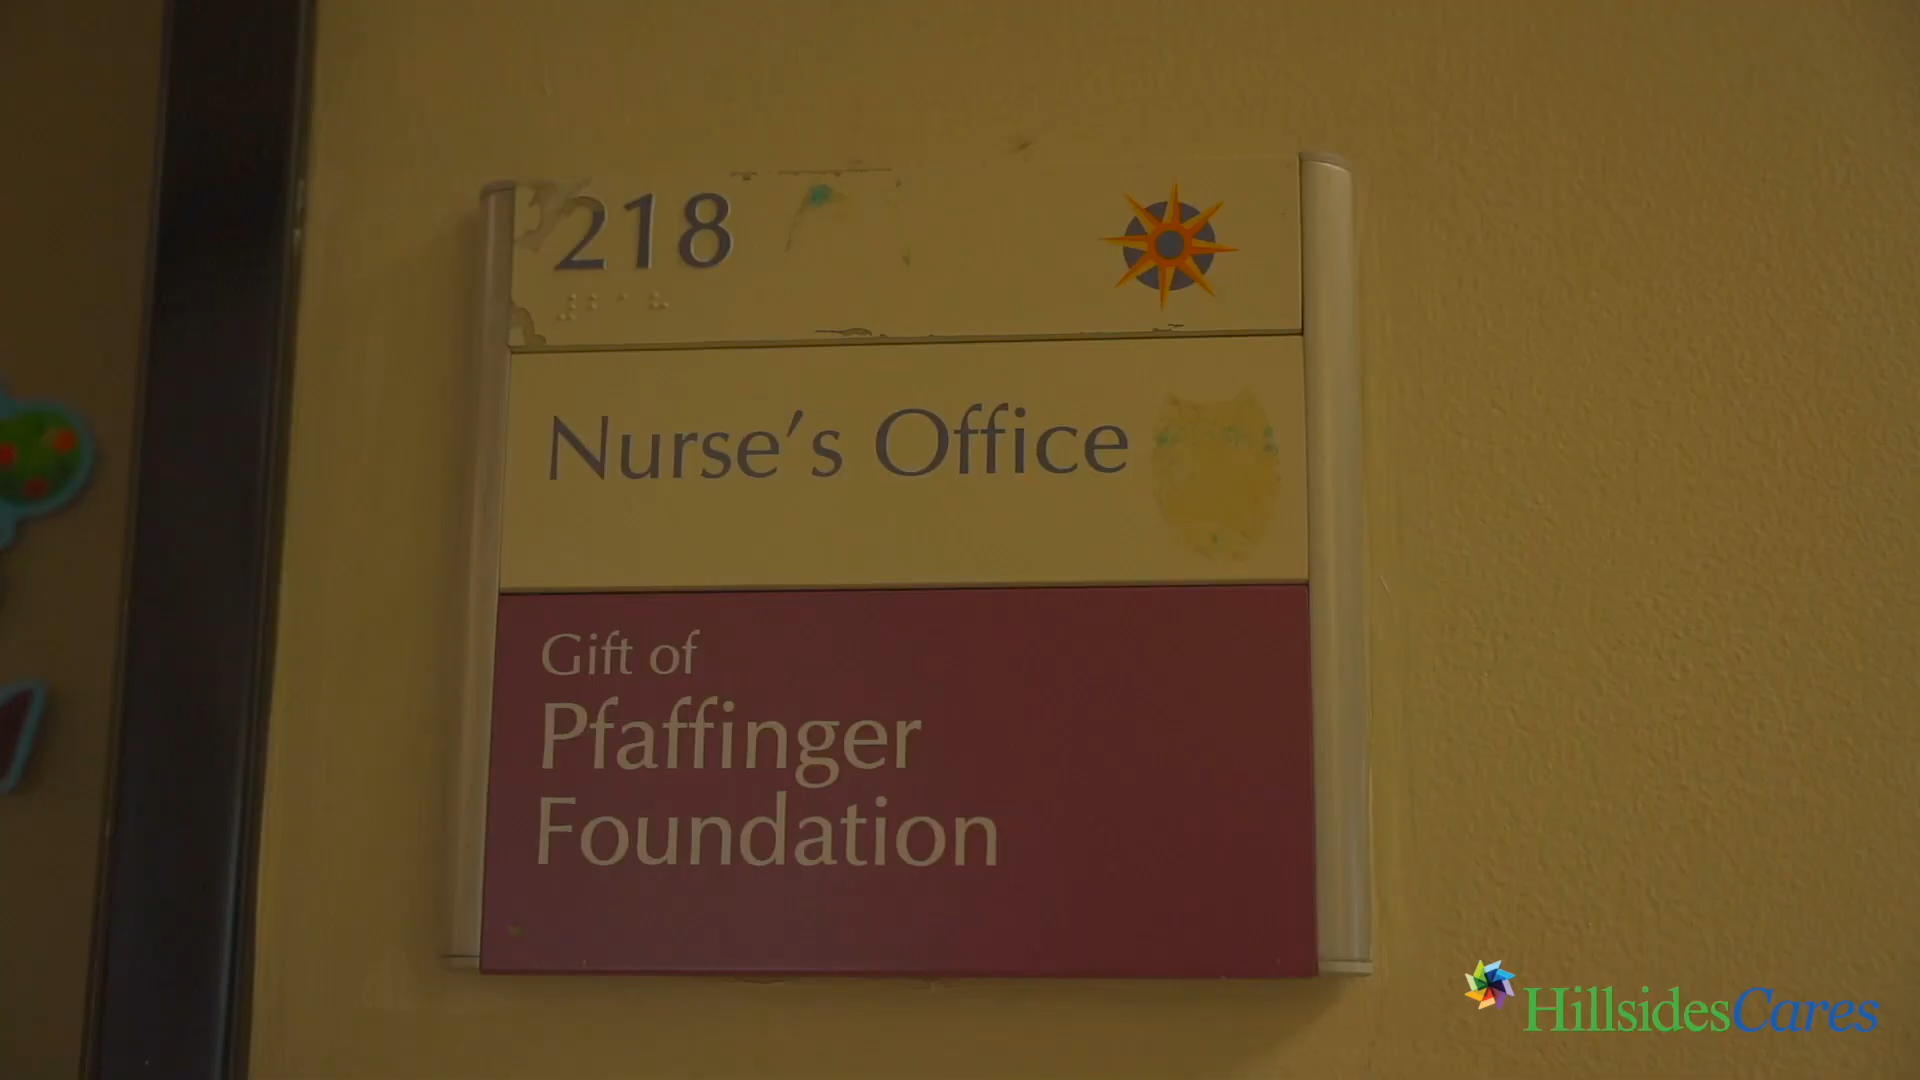 218
Nurse's Office
Gift of
Pfaffinger
Foundation
HillsidesCares